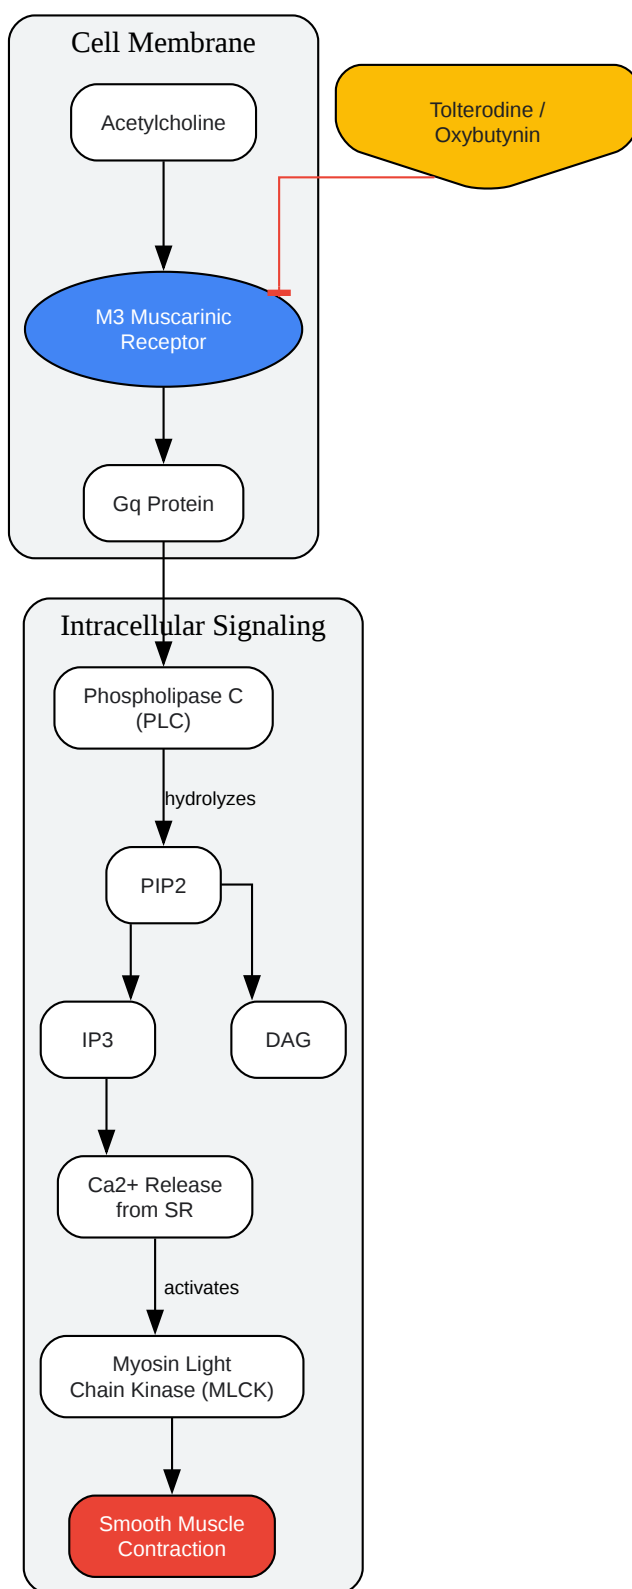 Cell Membrane
Acetylcholine
Tolterodine /
Oxybutynin
M3 Muscarinic
Receptor
Gq Protein
Intracellular Signaling
Phospholipase C
(PLC)
hydrolyzes
PIP2
IP3
DAG
Ca2+ Release
from SR
activates
Myosin Light
Chain Kinase (MLCK)
Smooth Muscle
Contraction